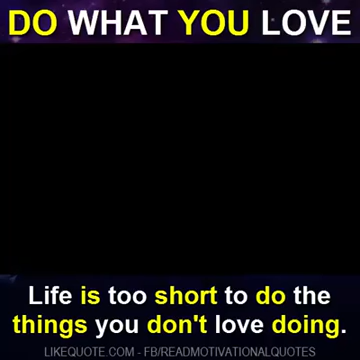 DO WHAT YOU LOVE
Life is too short to do the
things you don't love doing.
LIKEQUOTE.COM - FB/READMOTIVATIONALQUOTES